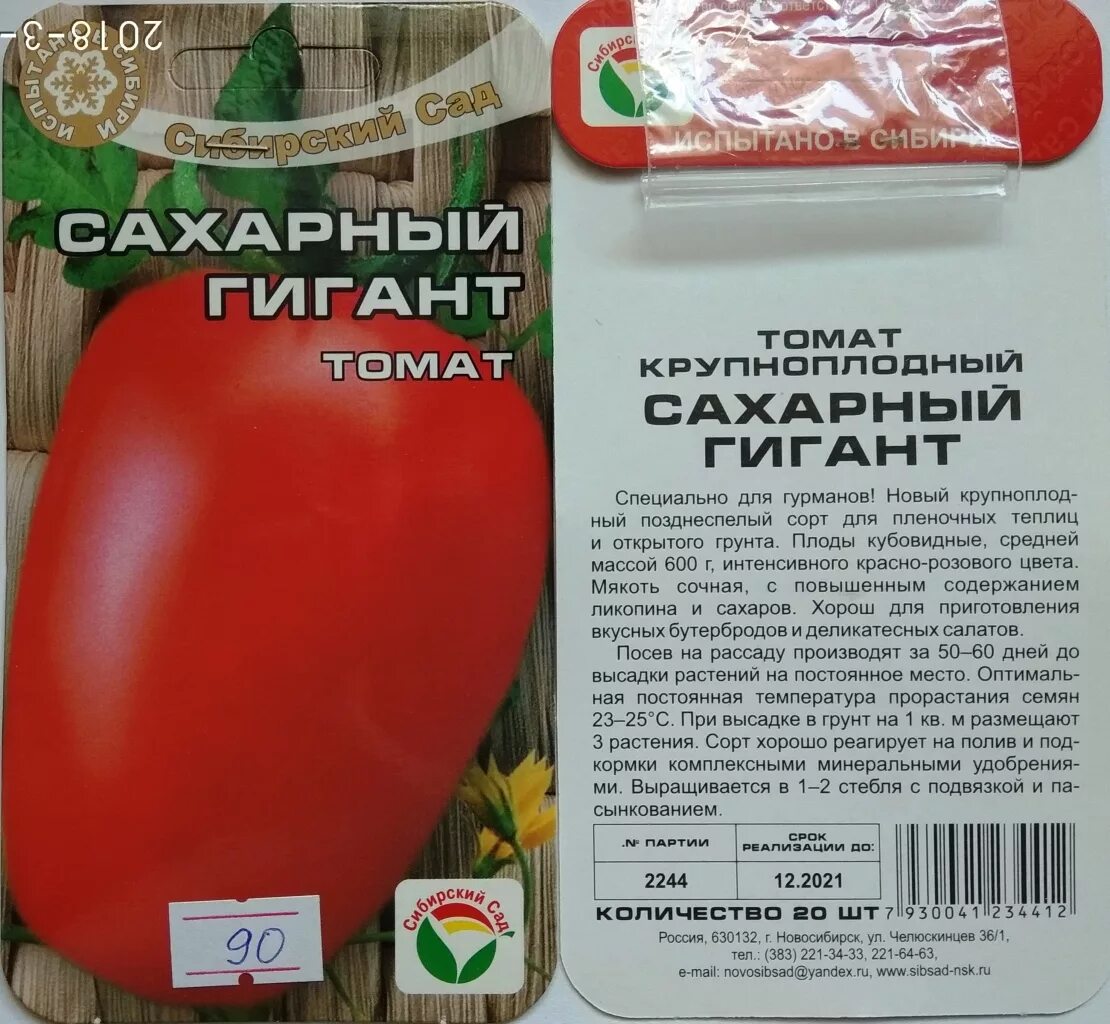 2018-3
ИСПЫТАНО В СИБИРИ
Сибирский Сад
САХАРНЫЙ
ГИГАНТ
ТОМАТ
90
Сибирский Сад
ИСПЫТАНО В СИБИРИ
ТОМАТ
КРУПНОПЛОДНЫЙ
САХАРНЫЙ
ГИГАНТ
Специально для гурманов! Новый крупноплод-
ный позднеспелый сорт для пленочных теплиц
и открытого грунта. Плоды кубовидные, средней
массой 600 г, интенсивного красно-розового цвета.
Мякоть сочная, с повышенным содержанием
ликопина и сахаров. Хорош для приготовления
вкусных бутербродов и деликатесных салатов.
Посев на рассаду производят за 50–60 дней до
высадки растений на постоянное место. Оптималь-
ная постоянная температура прорастания семян
23–25°С. При высадке в грунт на 1 кв. м размещают
3 растения. Сорт хорошо реагирует на полив и под-
кормки комплексными минеральными удобрения-
ми. Выращивается в 1–2 стебля с подвязкой и па-
сынкованием.
№ ПАРТИИ
СРОК
РЕАЛИЗАЦИИ ДО:
2244
12.2021
КОЛИЧЕСТВО 20 ШТ
7 930041 234412
Россия, 630132, г. Новосибирск, ул. Челюскинцев 36/1,
тел.: (383) 221-34-33, 221-64-63,
e-mail: novosibsad@yandex.ru, www.sibsad-nsk.ru